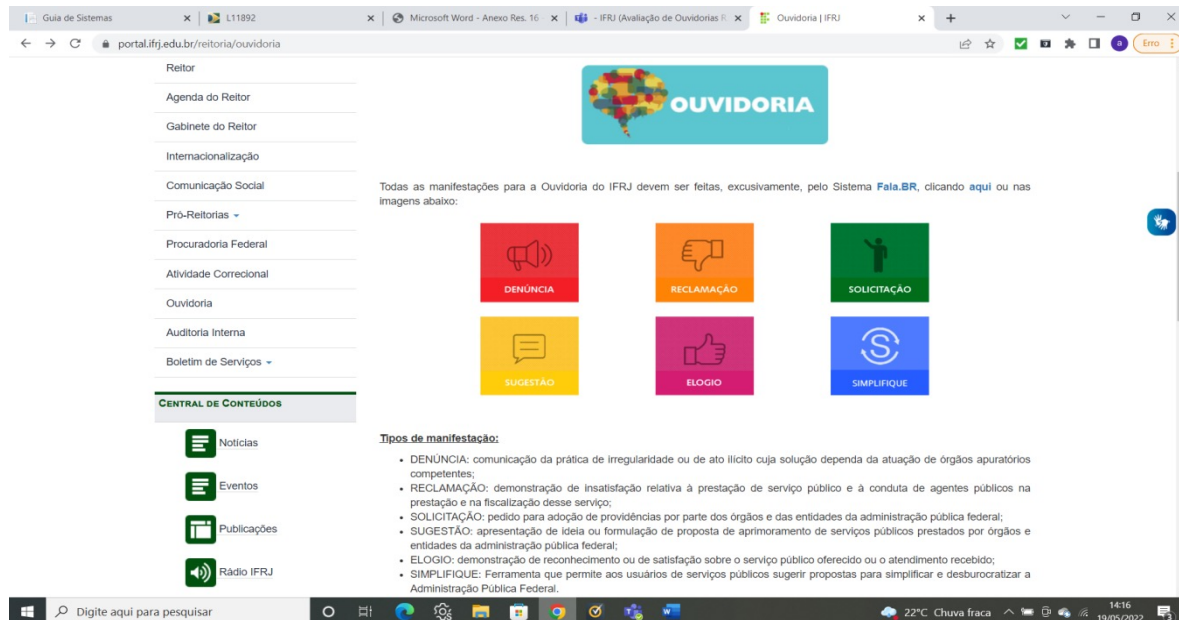 Guia de Sistemas
L11892
Microsoft Word - Anexo Res. 16
- IFRJ (Avaliação de Ouvidorias R
Ouvidoria | IFRJ
portal.ifrj.edu.br/reitoria/ouvidoria
a
Erro
Reitor
Agenda do Reitor
Gabinete do Reitor
Internacionalização
Comunicação Social
Pró-Reitorias
Procuradoria Federal
Atividade Correcional
Ouvidoria
Auditoria Interna
Boletim de Serviços
CENTRAL DE CONTEÚDOS
Notícias
Eventos
Publicações
Rádio IFRJ
OUVIDORIA
Todas as manifestações para a Ouvidoria do IFRJ devem ser feitas, excusivamente, pelo Sistema Fala.BR, clicando aqui ou nas
imagens abaixo:
DENÚNCIA
RECLAMAÇÃO
SOLICITAÇÃO
SUGESTÃO
ELOGIO
SIMPLIFIQUE
Tipos de manifestação:
• DENÚNCIA: comunicação da prática de irregularidade ou de ato ilícito cuja solução dependa da atuação de órgãos apuratórios
competentes;
• RECLAMAÇÃO: demonstração de insatisfação relativa à prestação de serviço público e à conduta de agentes públicos na
prestação e na fiscalização desse serviço;
• SOLICITAÇÃO: pedido para adoção de providências por parte dos órgãos e das entidades da administração pública federal;
• SUGESTÃO: apresentação de ideia ou formulação de proposta de aprimoramento de serviços públicos prestados por órgãos e
entidades da administração pública federal;
• ELOGIO: demonstração de reconhecimento ou de satisfação sobre o serviço público oferecido ou o atendimento recebido;
• SIMPLIFIQUE: Ferramenta que permite aos usuários de serviços públicos sugerir propostas para simplificar e desburocratizar a
Administração Pública Federal.
Digite aqui para pesquisar
22°C Chuva fraca
14:16
19/05/2022